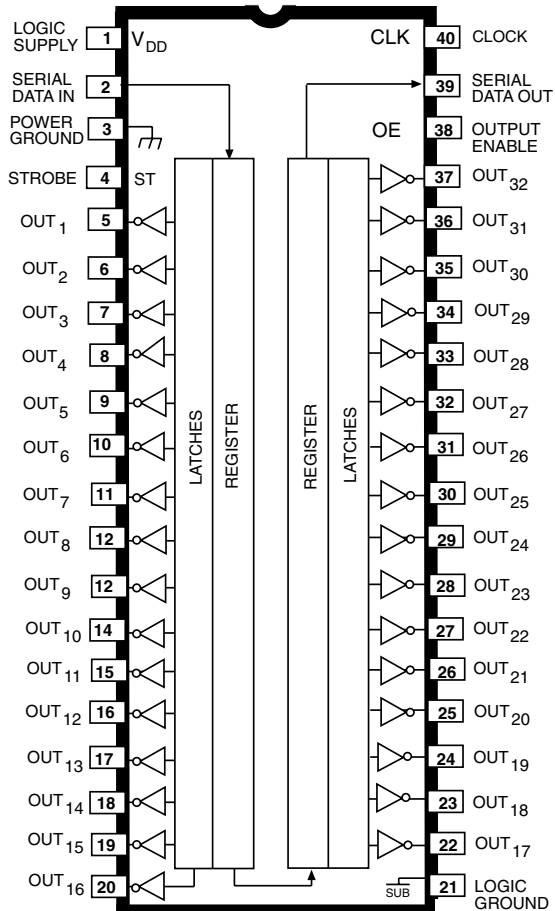 LOGIC
SUPPLY 1 VDD
SERIAL
DATA IN 2
POWER
GROUND 3
STROBE 4 ST
OUT1 5
OUT2 6
OUT3 7
OUT4 8
OUT5 9
OUT6 10
OUT7 11
OUT8 12
OUT9 12
OUT10 14
OUT11 15
OUT12 16
OUT13 17
OUT14 18
OUT15 19
OUT16 20
LATCHES
REGISTER
REGISTER
LATCHES
CLK 40 CLOCK
39 SERIAL
DATA OUT
OE 38 OUTPUT
ENABLE
37 OUT32
36 OUT31
35 OUT30
34 OUT29
33 OUT28
32 OUT27
31 OUT26
30 OUT25
29 OUT24
28 OUT23
27 OUT22
26 OUT21
25 OUT20
24 OUT19
23 OUT18
22 OUT17
SUB 21 LOGIC
GROUND